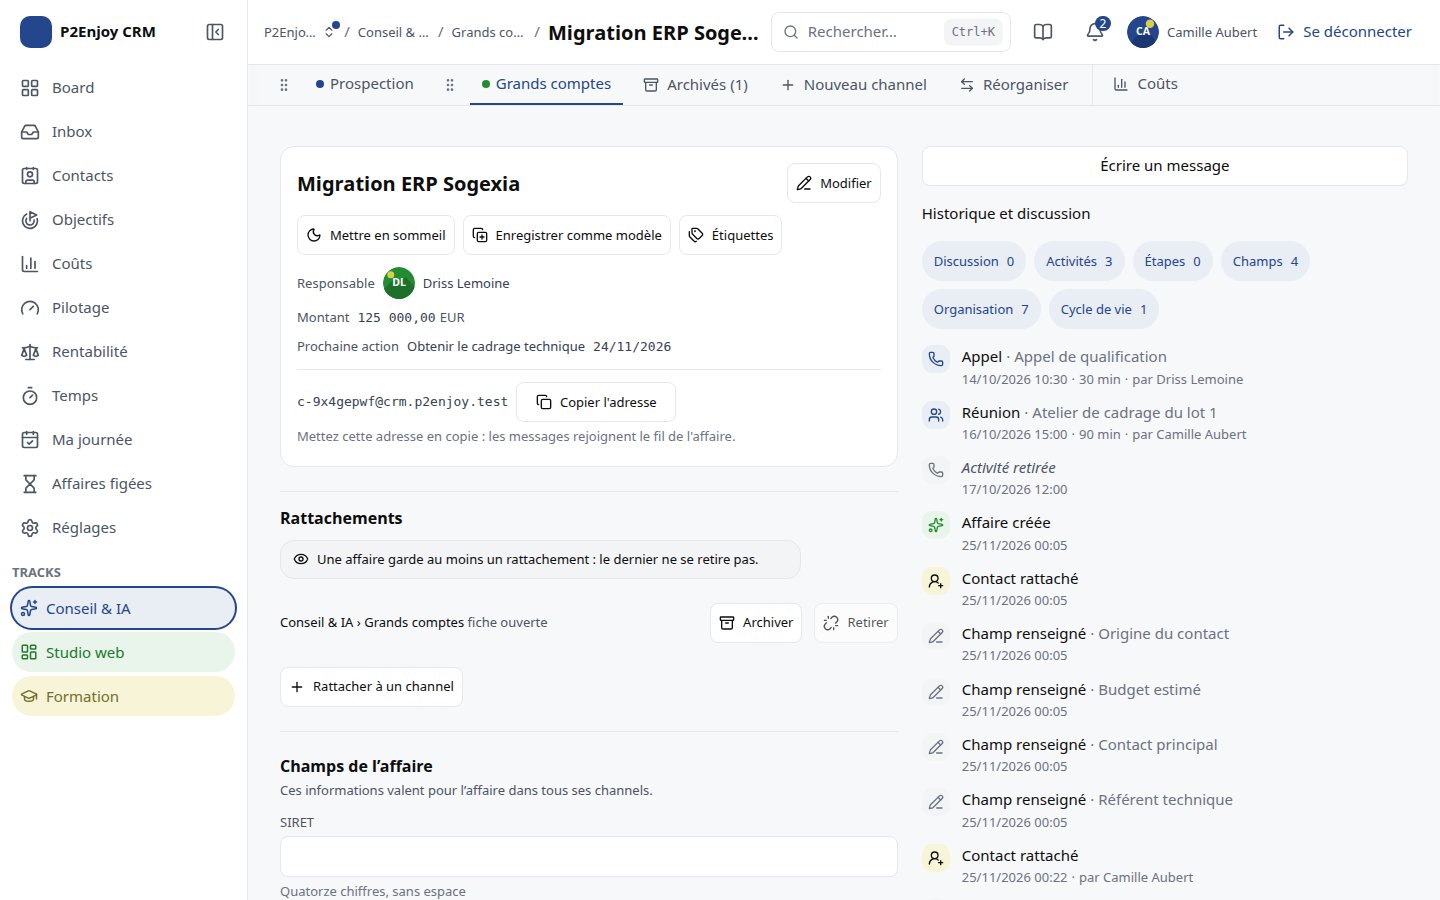 P2Enjoy CRM
Board
Inbox
Contacts
Objectifs
Coûts
Pilotage
Rentabilité
Temps
Ma journée
Affaires figées
Réglages
TRACKS
Conseil & IA
Studio web
Formation
P2Enjo... / Conseil & ... / Grands co... / Migration ERP Soge...
Rechercher... Ctrl+K
2
CA Camille Aubert
Se déconnecter
Prospection
Grands comptes
Archivés (1)
Nouveau channel
Réorganiser
Coûts
Migration ERP Sogexia
Modifier
Mettre en sommeil
Enregistrer comme modèle
Étiquettes
Responsable DL Driss Lemoine
Montant 125 000,00 EUR
Prochaine action Obtenir le cadrage technique 24/11/2026
c-9x4gepwf@crm.p2enjoy.test Copier l'adresse
Mettez cette adresse en copie : les messages rejoignent le fil de l'affaire.
Rattachements
Une affaire garde au moins un rattachement : le dernier ne se retire pas.
Conseil & IA › Grands comptes fiche ouverte
Archiver
Retirer
Rattacher à un channel
Champs de l’affaire
Ces informations valent pour l’affaire dans tous ses channels.
SIRET
Quatorze chiffres, sans espace
Écrire un message
Historique et discussion
Discussion 0
Activités 3
Étapes 0
Champs 4
Organisation 7
Cycle de vie 1
Appel · Appel de qualification
14/10/2026 10:30 · 30 min · par Driss Lemoine
Réunion · Atelier de cadrage du lot 1
16/10/2026 15:00 · 90 min · par Camille Aubert
Activité retirée
17/10/2026 12:00
Affaire créée
25/11/2026 00:05
Contact rattaché
25/11/2026 00:05
Champ renseigné · Origine du contact
25/11/2026 00:05
Champ renseigné · Budget estimé
25/11/2026 00:05
Champ renseigné · Contact principal
25/11/2026 00:05
Champ renseigné · Référent technique
25/11/2026 00:05
Contact rattaché
25/11/2026 00:22 · par Camille Aubert